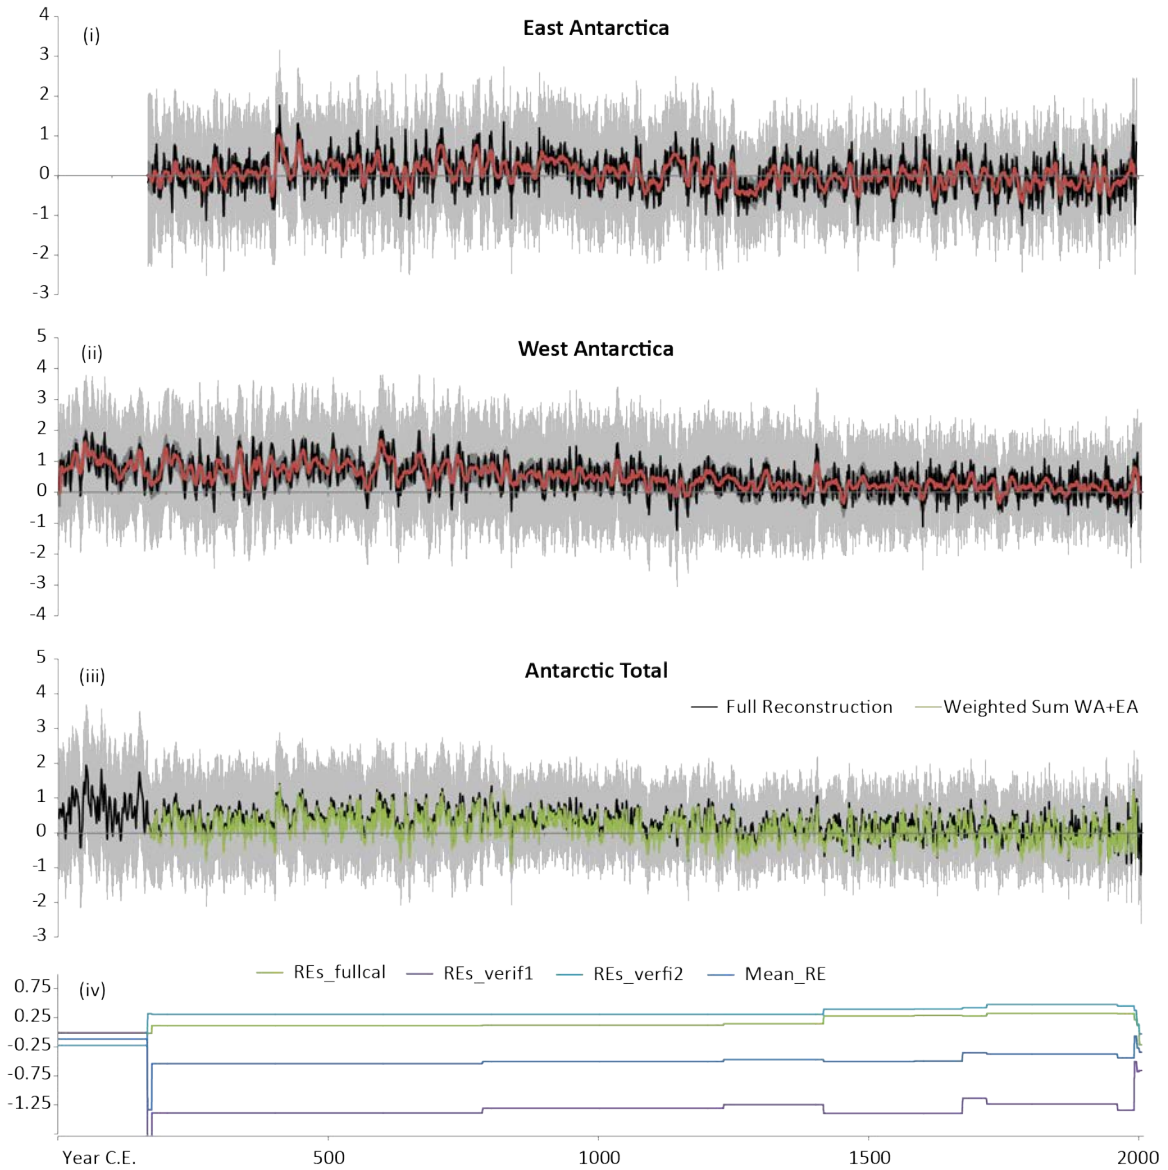 4
(i)
East Antarctica
3
2
1
0
-1
-2
-3
5
(ii)
West Antarctica
4
3
2
1
0
-1
-2
-3
-4
5
(iii)
Antarctic Total
4
Full Reconstruction
Weighted Sum WA+EA
3
2
1
0
-1
-2
-3
REs_fullcal
REs_verif1
REs_verfi2
Mean_RE
0.75
(iv)
0.25
-0.25
-0.75
-1.25
Year C.E.
500
1000
1500
2000